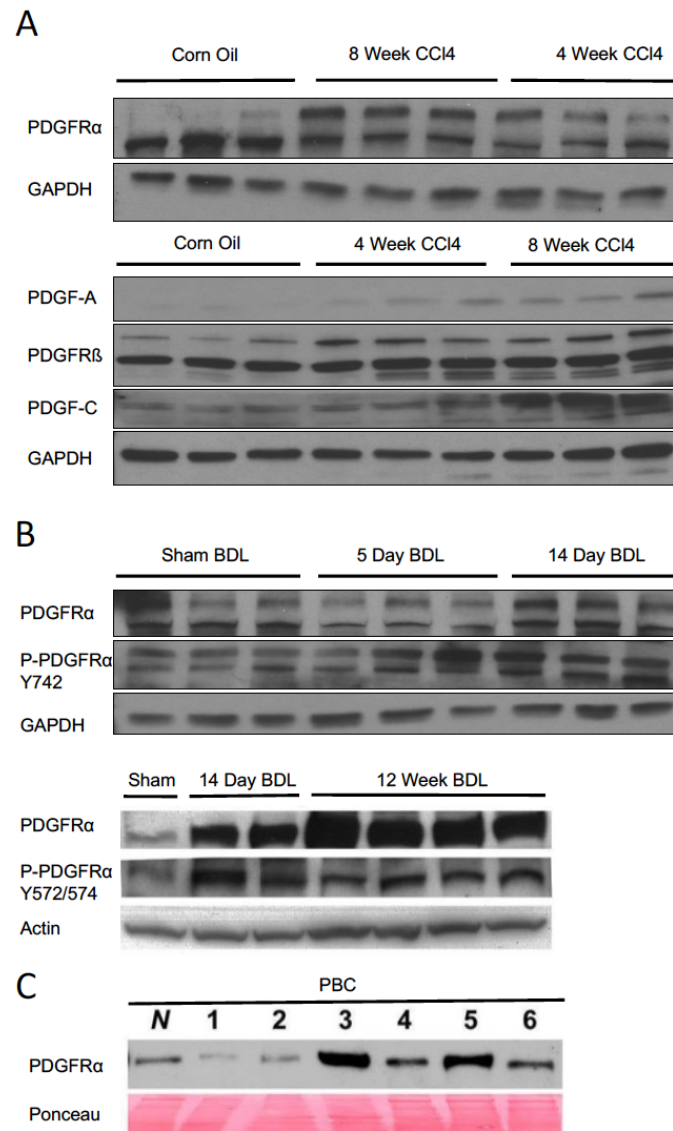 A
Corn Oil 8 Week CCl4 4 Week CCl4
PDGFRα
GAPDH
Corn Oil 4 Week CCl4 8 Week CCl4
PDGF-A
PDGFRß
PDGF-C
GAPDH
B
Sham BDL 5 Day BDL 14 Day BDL
PDGFRα
P-PDGFRα
Y742
GAPDH
Sham 14 Day BDL 12 Week BDL
PDGFRα
P-PDGFRα
Y572/574
Actin
C
PBC
N 1 2 3 4 5 6
PDGFRα
Ponceau